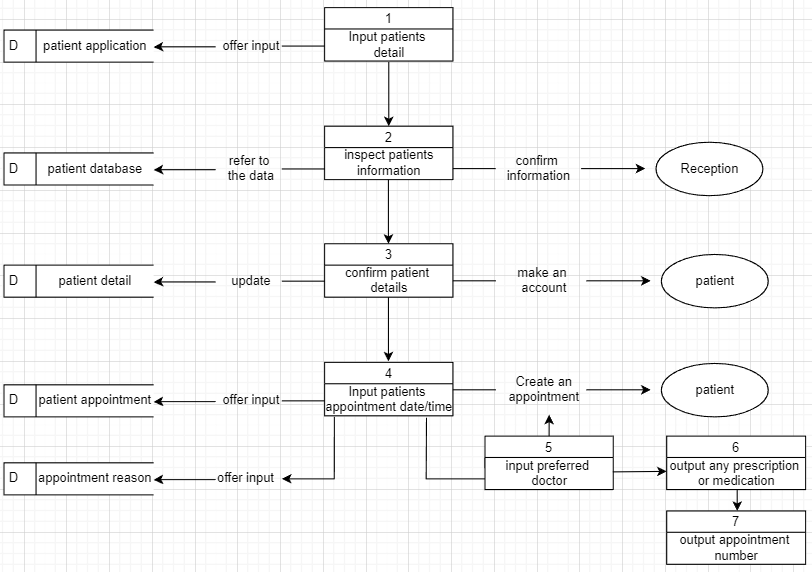 1
Input patients
detail
D
patient application
offer input
2
inspect patients
information
D
patient database
refer to
the data
confirm
information
Reception
3
confirm patient
details
D
patient detail
update
make an
account
patient
4
Input patients
appointment date/time
D
patient appointment
offer input
Create an
appointment
patient
5
input preferred
doctor
6
output any prescription
or medication
D
appointment reason
offer input
7
output appointment
number